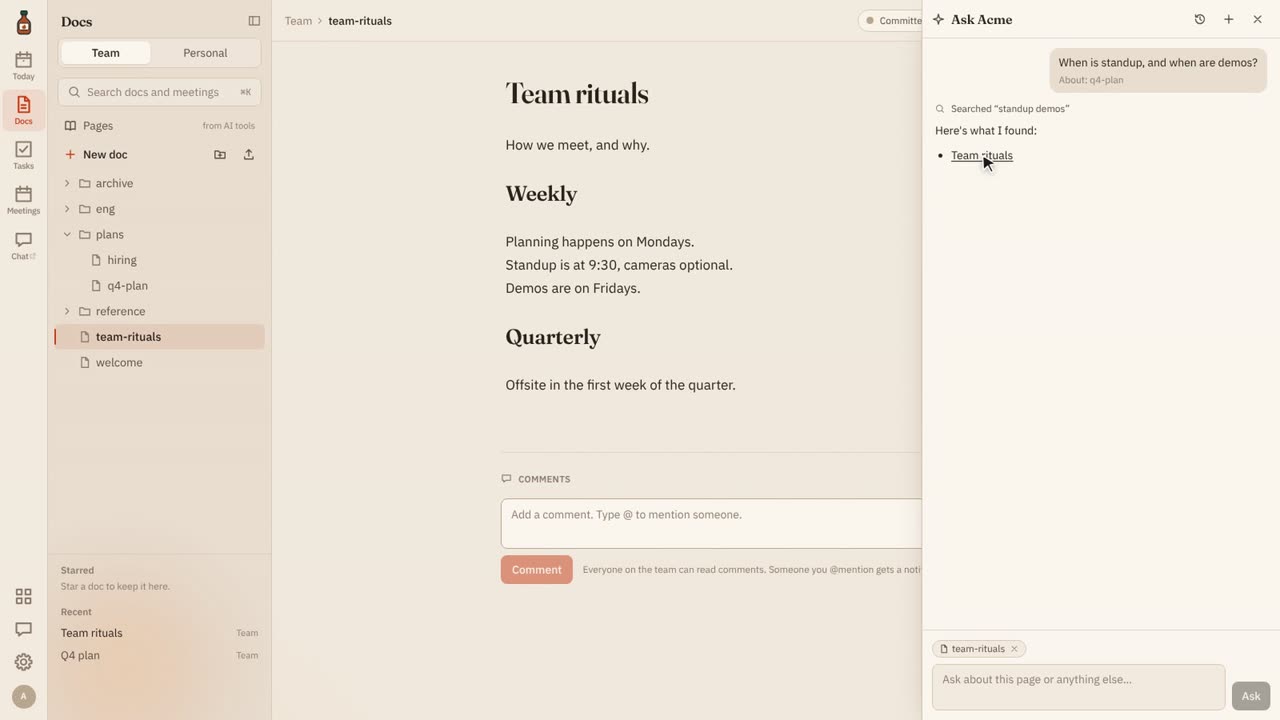 Today
Docs
Tasks
Meetings
Chat
A
Docs
Team
Personal
Search docs and meetings
⌘K
Pages
from AI tools
New doc
archive
eng
plans
hiring
q4-plan
reference
team-rituals
welcome
Starred
Star a doc to keep it here.
Recent
Team rituals
Team
Q4 plan
Team
Team › team-rituals
Committe
Team rituals
How we meet, and why.
Weekly
Planning happens on Mondays.
Standup is at 9:30, cameras optional.
Demos are on Fridays.
Quarterly
Offsite in the first week of the quarter.
COMMENTS
Add a comment. Type @ to mention someone.
Comment
Everyone on the team can read comments. Someone you @mention gets a noti
Ask Acme
When is standup, and when are demos?
About: q4-plan
Searched “standup demos”
Here's what I found:
• Team rituals
team-rituals
Ask about this page or anything else...
Ask